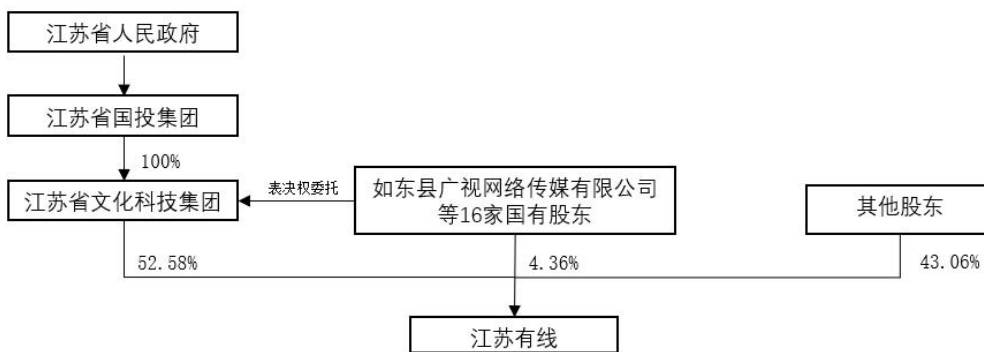 江苏省人民政府
江苏省国投集团
100%
江苏省文化科技集团
表决权委托
如东县广视网络传媒有限公司
等16家国有股东
其他股东
52.58%
4.36%
43.06%
江苏有线